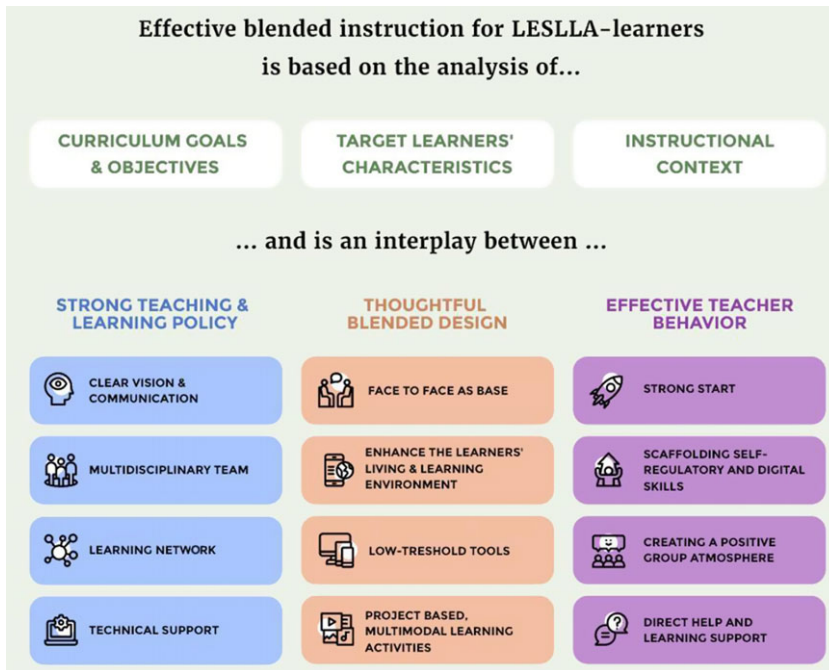 Effective blended instruction for LESLLA-learners
is based on the analysis of...
CURRICULUM GOALS
& OBJECTIVES
TARGET LEARNERS'
CHARACTERISTICS
INSTRUCTIONAL
CONTEXT
... and is an interplay between ...
STRONG TEACHING &
LEARNING POLICY
CLEAR VISION &
COMMUNICATION
MULTIDISCIPLINARY TEAM
LEARNING NETWORK
TECHNICAL SUPPORT
THOUGHTFUL
BLENDED DESIGN
FACE TO FACE AS BASE
ENHANCE THE LEARNERS'
LIVING & LEARNING
ENVIRONMENT
LOW-TRESHOLD TOOLS
PROJECT BASED,
MULTIMODAL LEARNING
ACTIVITIES
EFFECTIVE TEACHER
BEHAVIOR
STRONG START
SCAFFOLDING SELF-
REGULATORY AND DIGITAL
SKILLS
CREATING A POSITIVE
GROUP ATMOSPHERE
DIRECT HELP AND
LEARNING SUPPORT